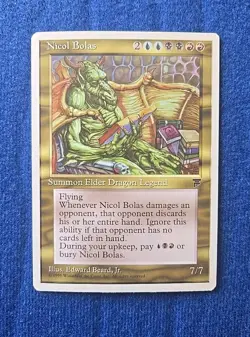 Nicol Bolas 2
Summon Elder Dragon Legend
Flying
Whenever Nicol Bolas damages an
opponent, that opponent discards
his or her entire hand. Ignore this
ability if that opponent has no
cards left in hand.
During your upkeep, pay or
bury Nicol Bolas.
Illus. Edward Beard, Jr.
7/7